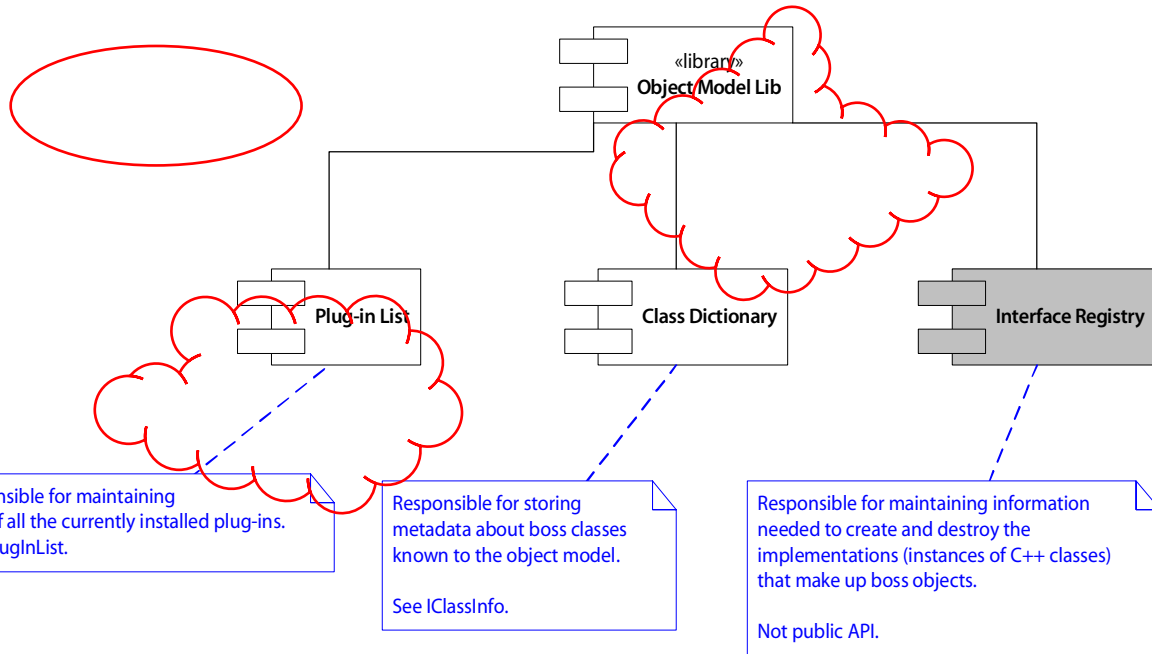 «library»
Object Model Lib
Plug-in List
Class Dictionary
Interface Registry
for maintaining
all the currently installed plug-ins.
Responsible for storing
metadata about boss classes
known to the object model.
See IClassInfo.
Responsible for maintaining information
needed to create and destroy the
implementations (instances of C++ classes)
that make up boss objects.
Not public API.